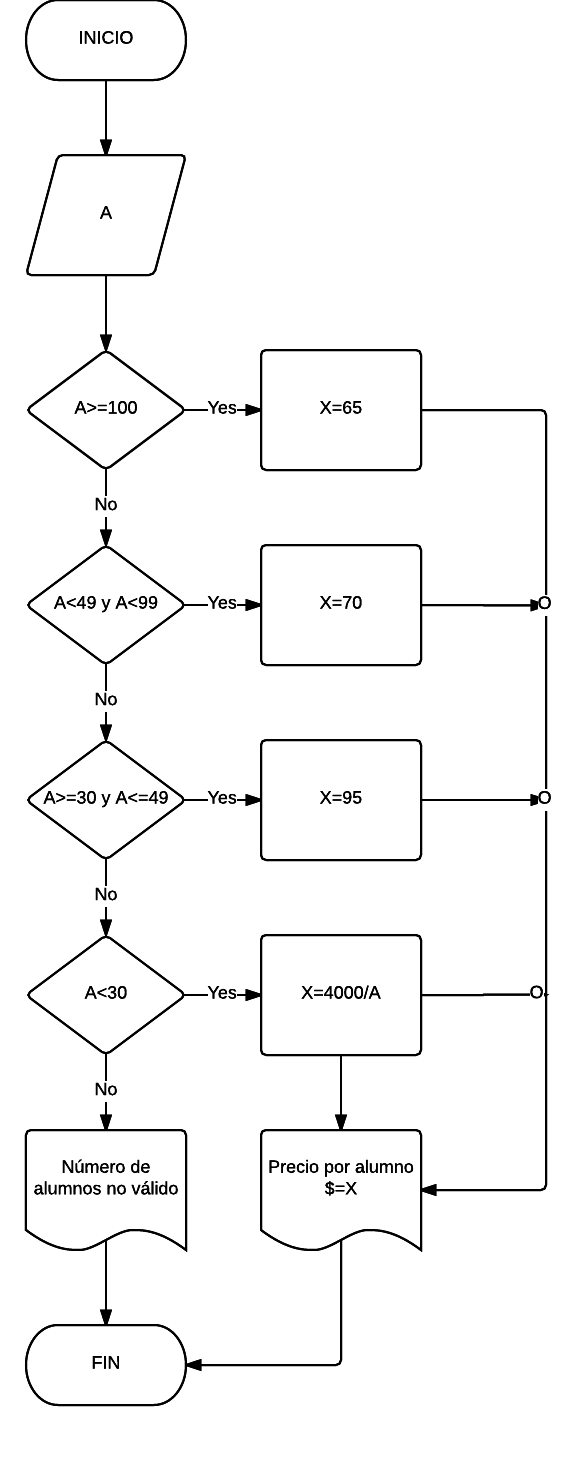 INICIO
A
A>=100
Yes
X=65
No
A<49 y A<99
Yes
X=70
O
No
A>=30 y A<=49
Yes
X=95
O
No
A<30
Yes
X=4000/A
O
No
Número de
alumnos no válido
Precio por alumno
$=X
FIN